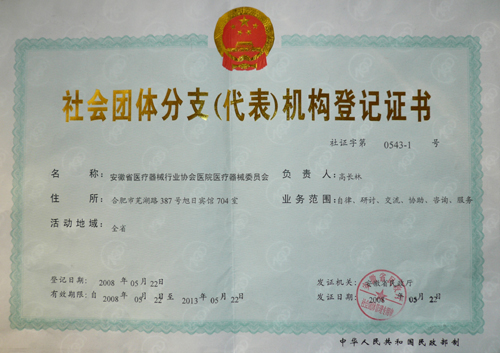 社会团体分支(代表)机构登记证书
社证字第 0543-1 号
名称: 安徽省医疗器械行业协会医院医疗器械委员会 负责人: 高长林
住所: 合肥市芜湖路387号旭日宾馆704室 业务范围: 自律、研讨、交流、协助、咨询、服务
活动地域: 全省
登记日期: 2008 年 05 月 22 日 发证机关: 安徽省民政厅
有效期限: 自 2008 年 05 月 22 日 至 2013 年 05 月 22 日 发证日期: 2008 年 05 月 22 日
中华人民共和国民政部制